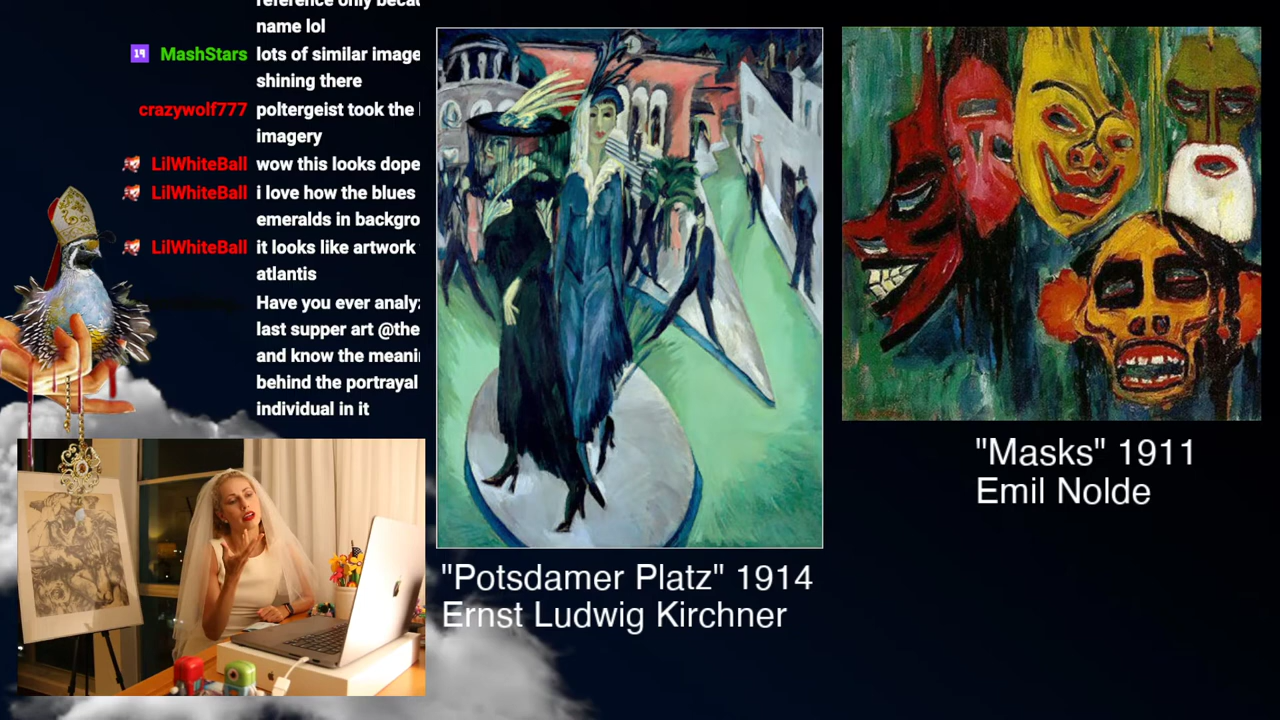 name lol
19 MashStars lots of similar image
shining there
crazywolf777 poltergeist took the
imagery
LilWhiteBall wow this looks dope
LilWhiteBall i love how the blues
emeralds in backgro
LilWhiteBall it looks like artwork
atlantis
Have you ever analy
last supper art @the
and know the meani
behind the portrayal
individual in it
"Potsdamer Platz" 1914
Ernst Ludwig Kirchner
"Masks" 1911
Emil Nolde